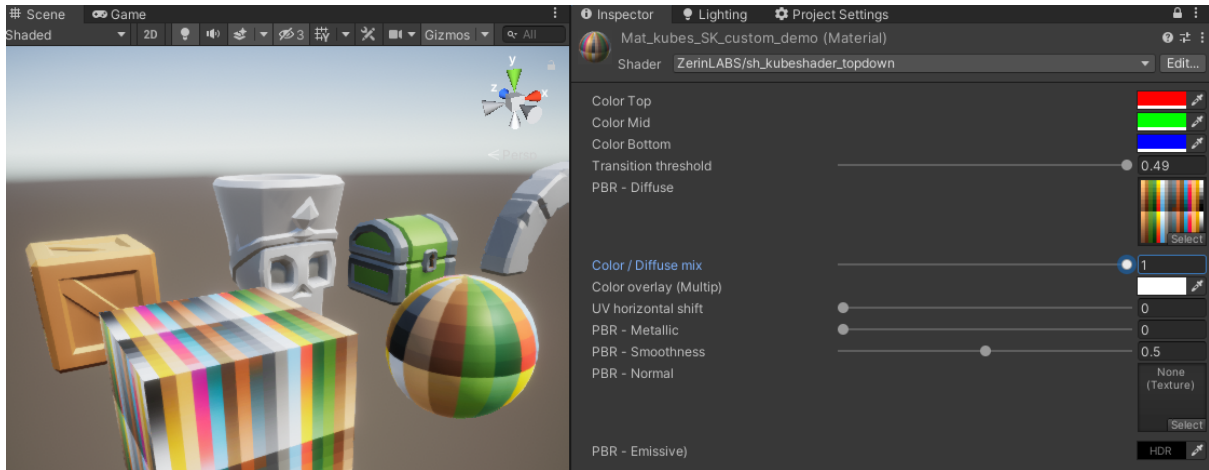 Scene Game
Shaded 2D 3 Gizmos All
y
z x
Persp
Inspector Lighting Project Settings
Mat_kubes_SK_custom_demo (Material)
Shader ZerinLABS/sh_kubeshader_topdown Edit...
Color Top
Color Mid
Color Bottom
Transition threshold 0.49
PBR - Diffuse
Select
Color / Diffuse mix 1
Color overlay (Multip)
UV horizontal shift 0
PBR - Metallic 0
PBR - Smoothness 0.5
PBR - Normal None
(Texture)
Select
PBR - Emissive) HDR